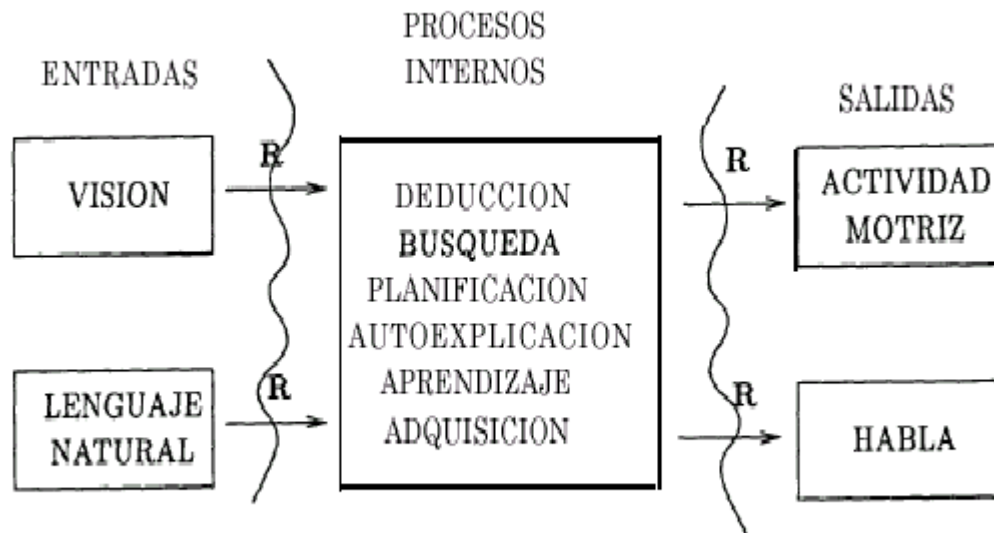 PROCESOS
INTERNOS
ENTRADAS
SALIDAS
R
VISION
R
ACTIVIDAD
MOTRIZ
DEDUCCION
BUSQUEDA
PLANIFICACION
AUTOEXPLICACION
APRENDIZAJE
ADQUISICION
R
LENGUAJE
NATURAL
R
HABLA